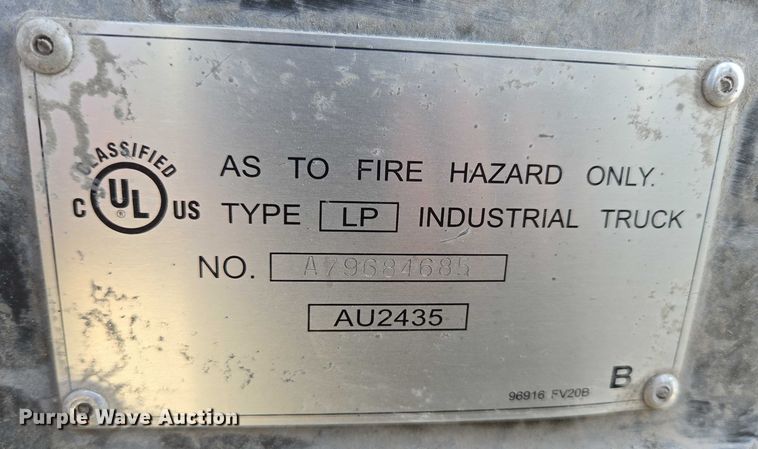 CLASSIFIED
C UL® US
AS TO FIRE HAZARD ONLY.
TYPE LP INDUSTRIAL TRUCK
NO. A79684685
AU2435
B
96916 FV20B
Purple Wave Auction